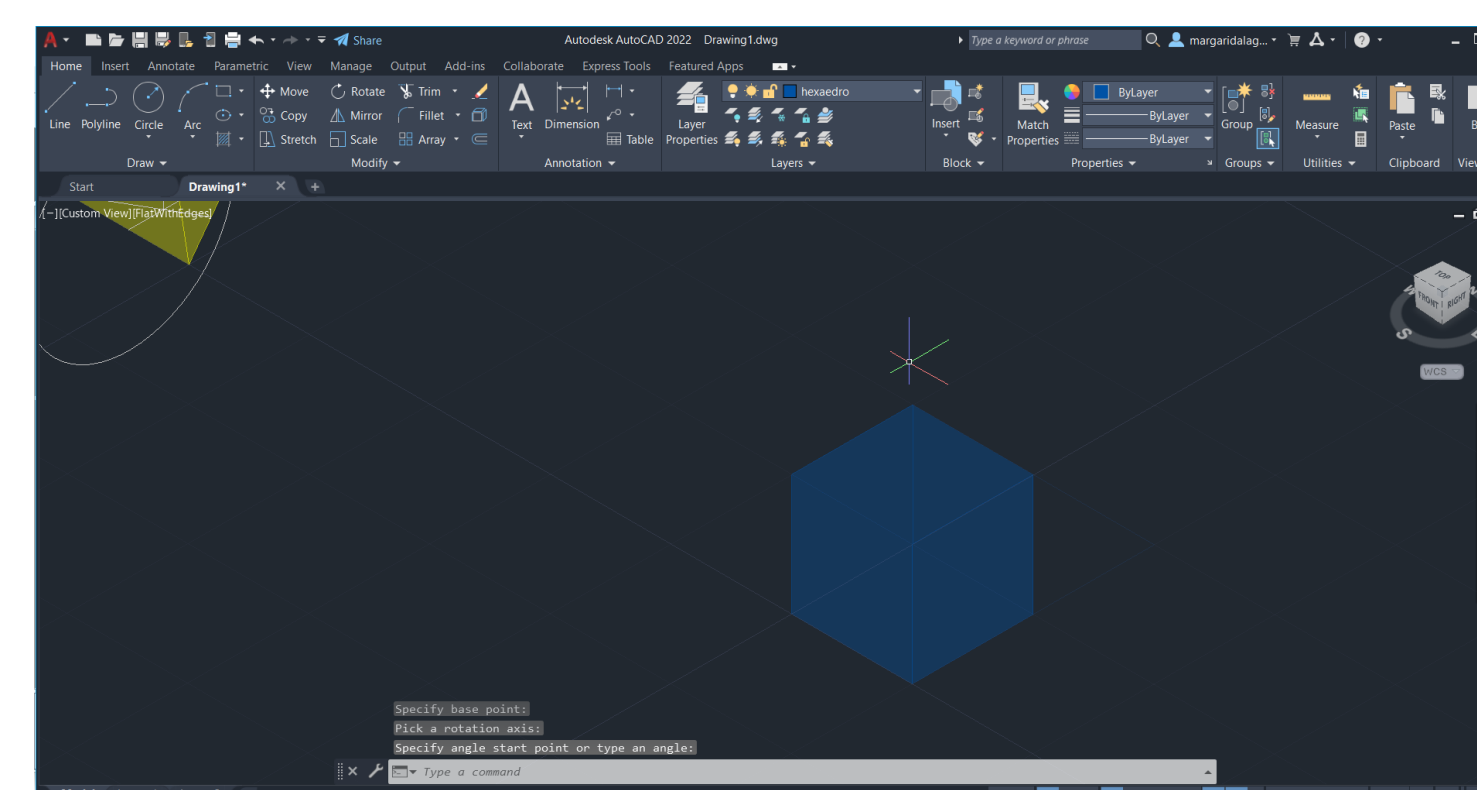 A Share Autodesk AutoCAD 2022 Drawing1.dwg Type a keyword or phrase margaridalag...
Home Insert Annotate Parametric View Manage Output Add-ins Collaborate Express Tools Featured Apps
Move Rotate Trim hexaedro ByLayer
Copy Mirror Fillet ByLayer
Line Polyline Circle Arc Text Dimension Layer Insert Match Group Measure Paste
Stretch Scale Array Table Properties Properties ByLayer
Draw Modify Annotation Layers Block Properties Groups Utilities Clipboard
Start Drawing1* +
[−][Custom View][FlatWithEdges]
TOP
FRONT RIGHT
S
WCS
Specify base point:
Pick a rotation axis:
Specify angle start point or type an angle:
Type a command